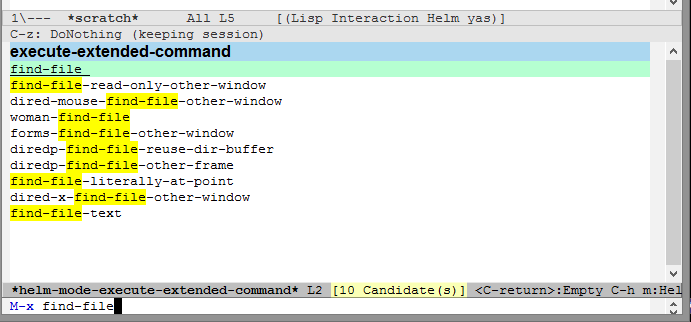 1\--- *scratch* All L5 [(Lisp Interaction Helm yas)]
C-z: DoNothing (keeping session)
execute-extended-command
find-file
find-file-read-only-other-window
dired-mouse-find-file-other-window
woman-find-file
forms-find-file-other-window
diredp-find-file-reuse-dir-buffer
diredp-find-file-other-frame
find-file-literally-at-point
dired-x-find-file-other-window
find-file-text
*helm-mode-execute-extended-command* L2 [10 Candidate(s)] <C-return>:Empty C-h m:Hel
M-x find-file